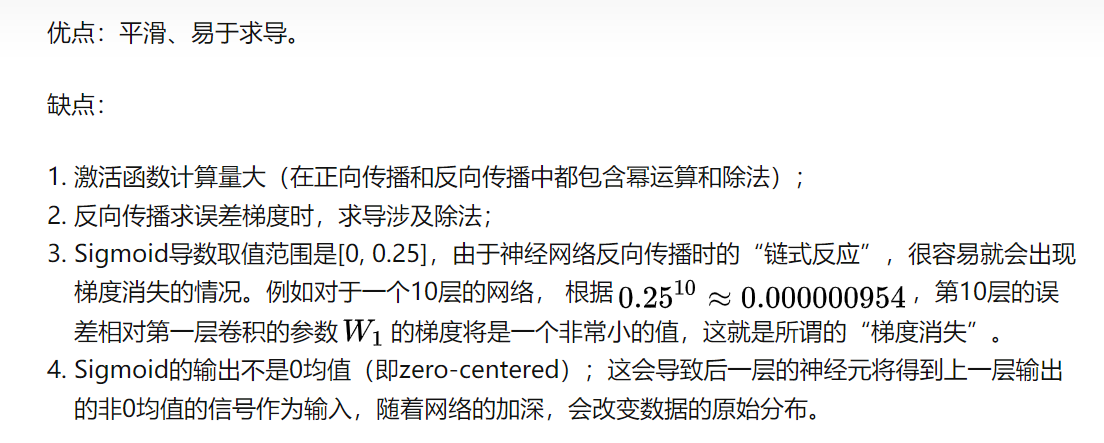 优点：平滑、易于求导。
缺点：
1. 激活函数计算量大（在正向传播和反向传播中都包含幂运算和除法）；
2. 反向传播求误差梯度时，求导涉及除法；
3. Sigmoid导数取值范围是[0, 0.25]，由于神经网络反向传播时的“链式反应”，很容易就会出现
梯度消失的情况。例如对于一个10层的网络， 根据 0.25^{10} ≈ 0.000000954，第10层的误
差相对第一层卷积的参数 W_1 的梯度将是一个非常小的值，这就是所谓的“梯度消失”。
4. Sigmoid的输出不是0均值（即zero-centered）；这会导致后一层的神经元将得到上一层输出
的非0均值的信号作为输入，随着网络的加深，会改变数据的原始分布。